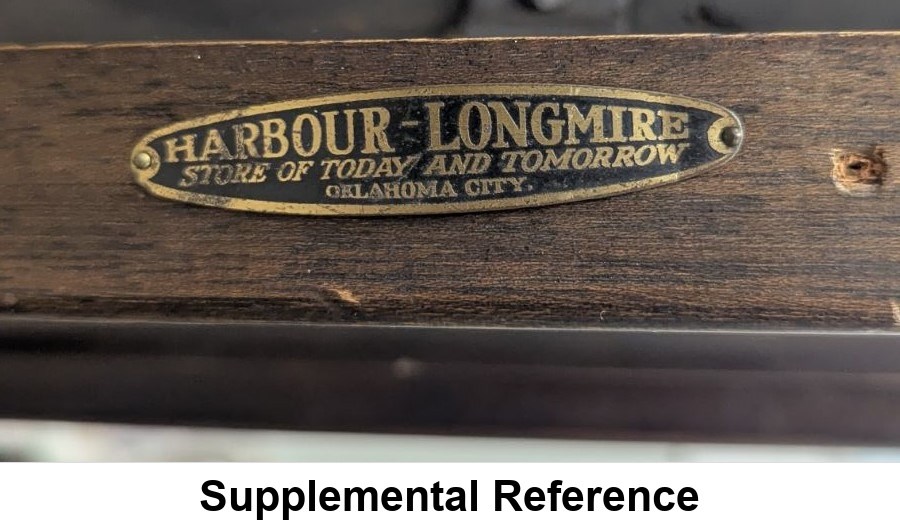 HARBOUR-LONGMIRE
STORE OF TODAY AND TOMORROW
OKLAHOMA CITY.
Supplemental Reference